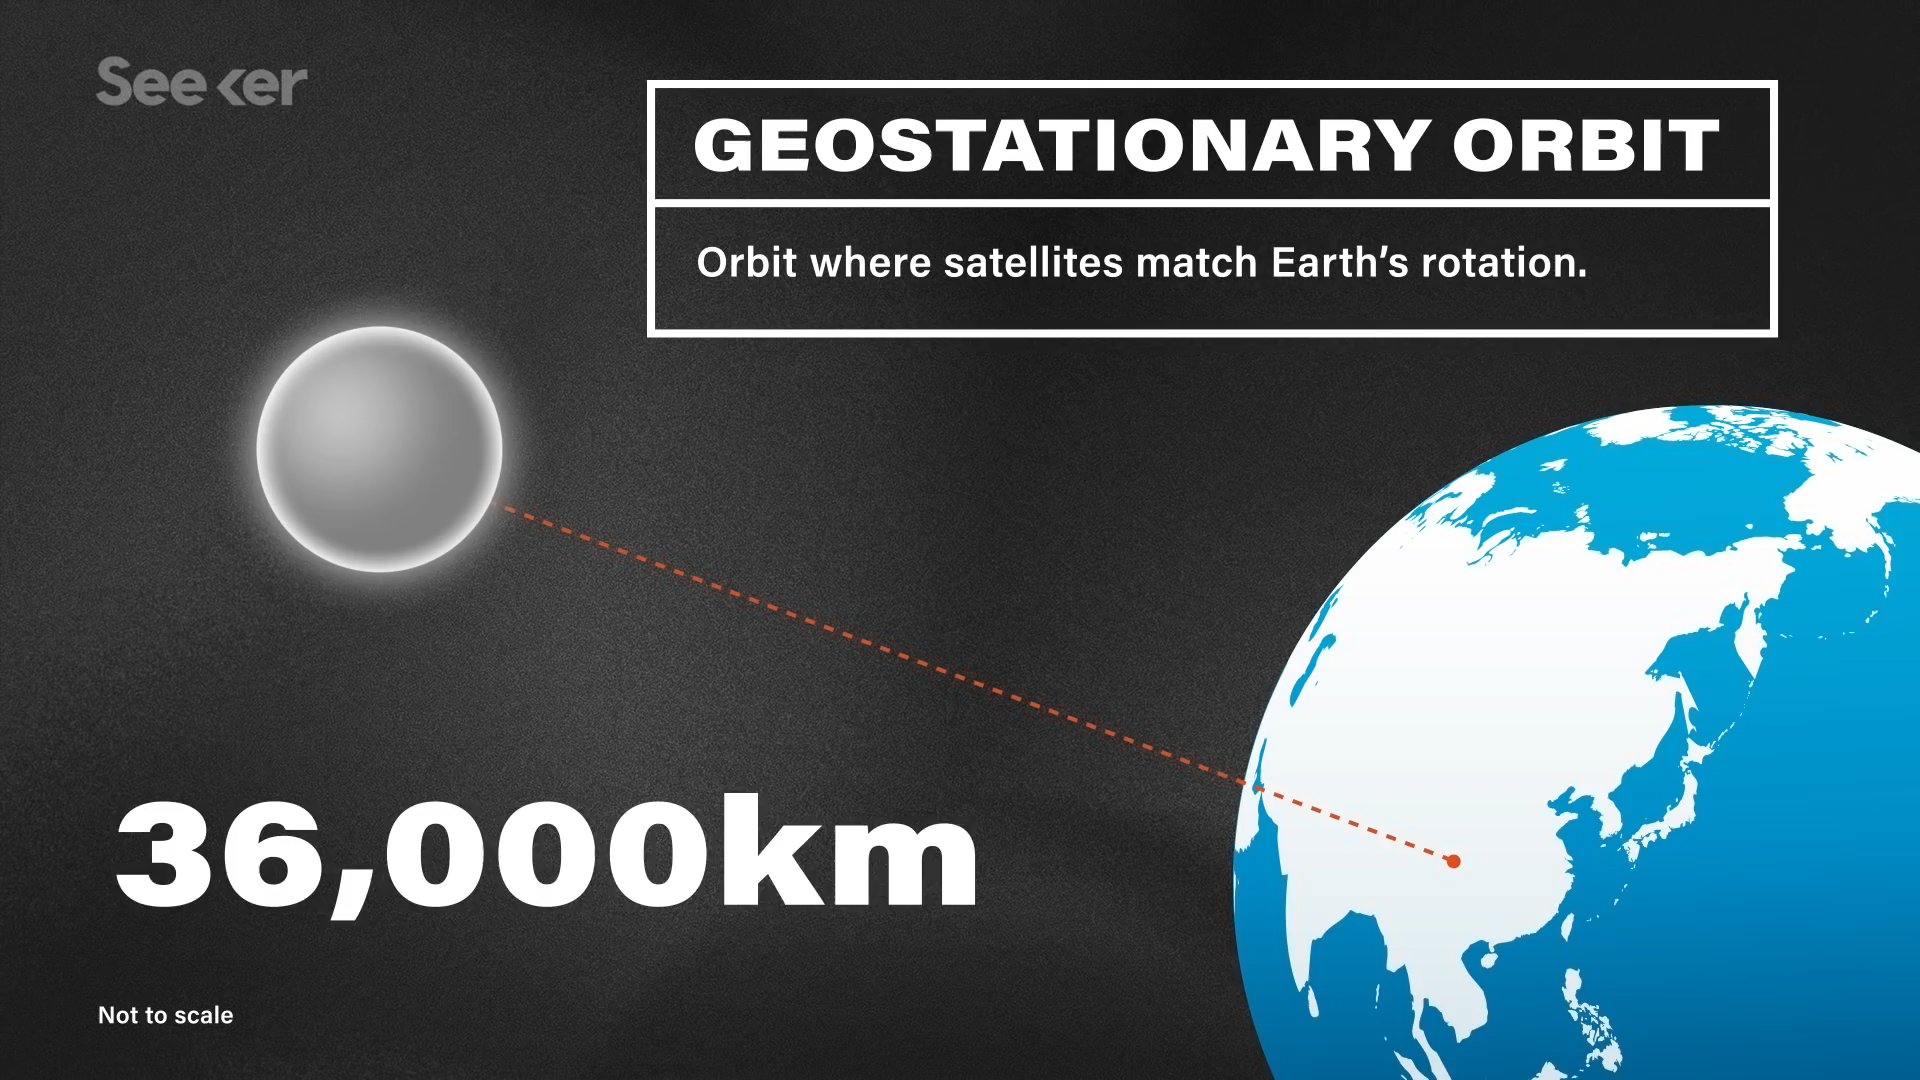 Seeker
GEOSTATIONARY ORBIT
Orbit where satellites match Earth’s rotation.
36,000km
Not to scale